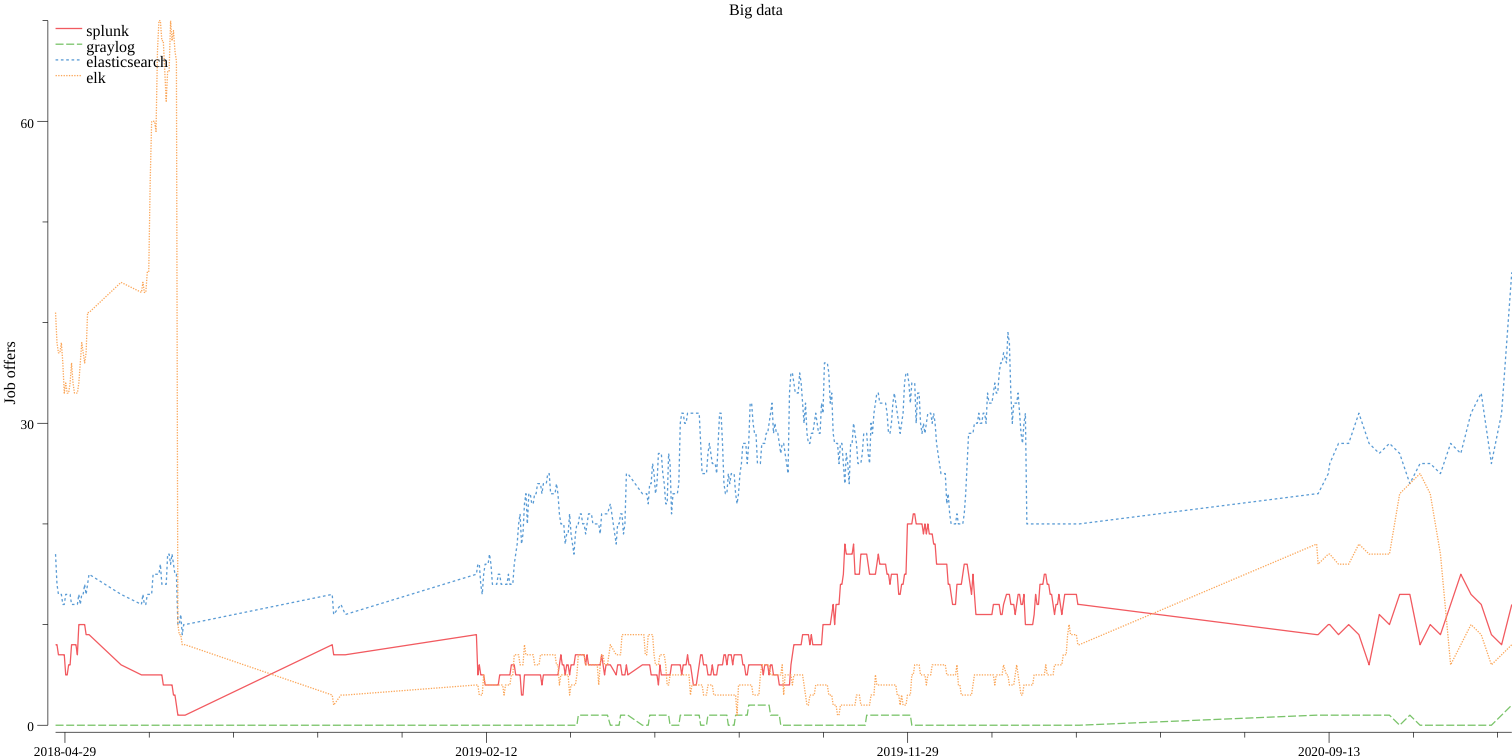 Big data
splunk
graylog
elasticsearch
elk
60
30
0
Job offers
2018-04-29
2019-02-12
2019-11-29
2020-09-13